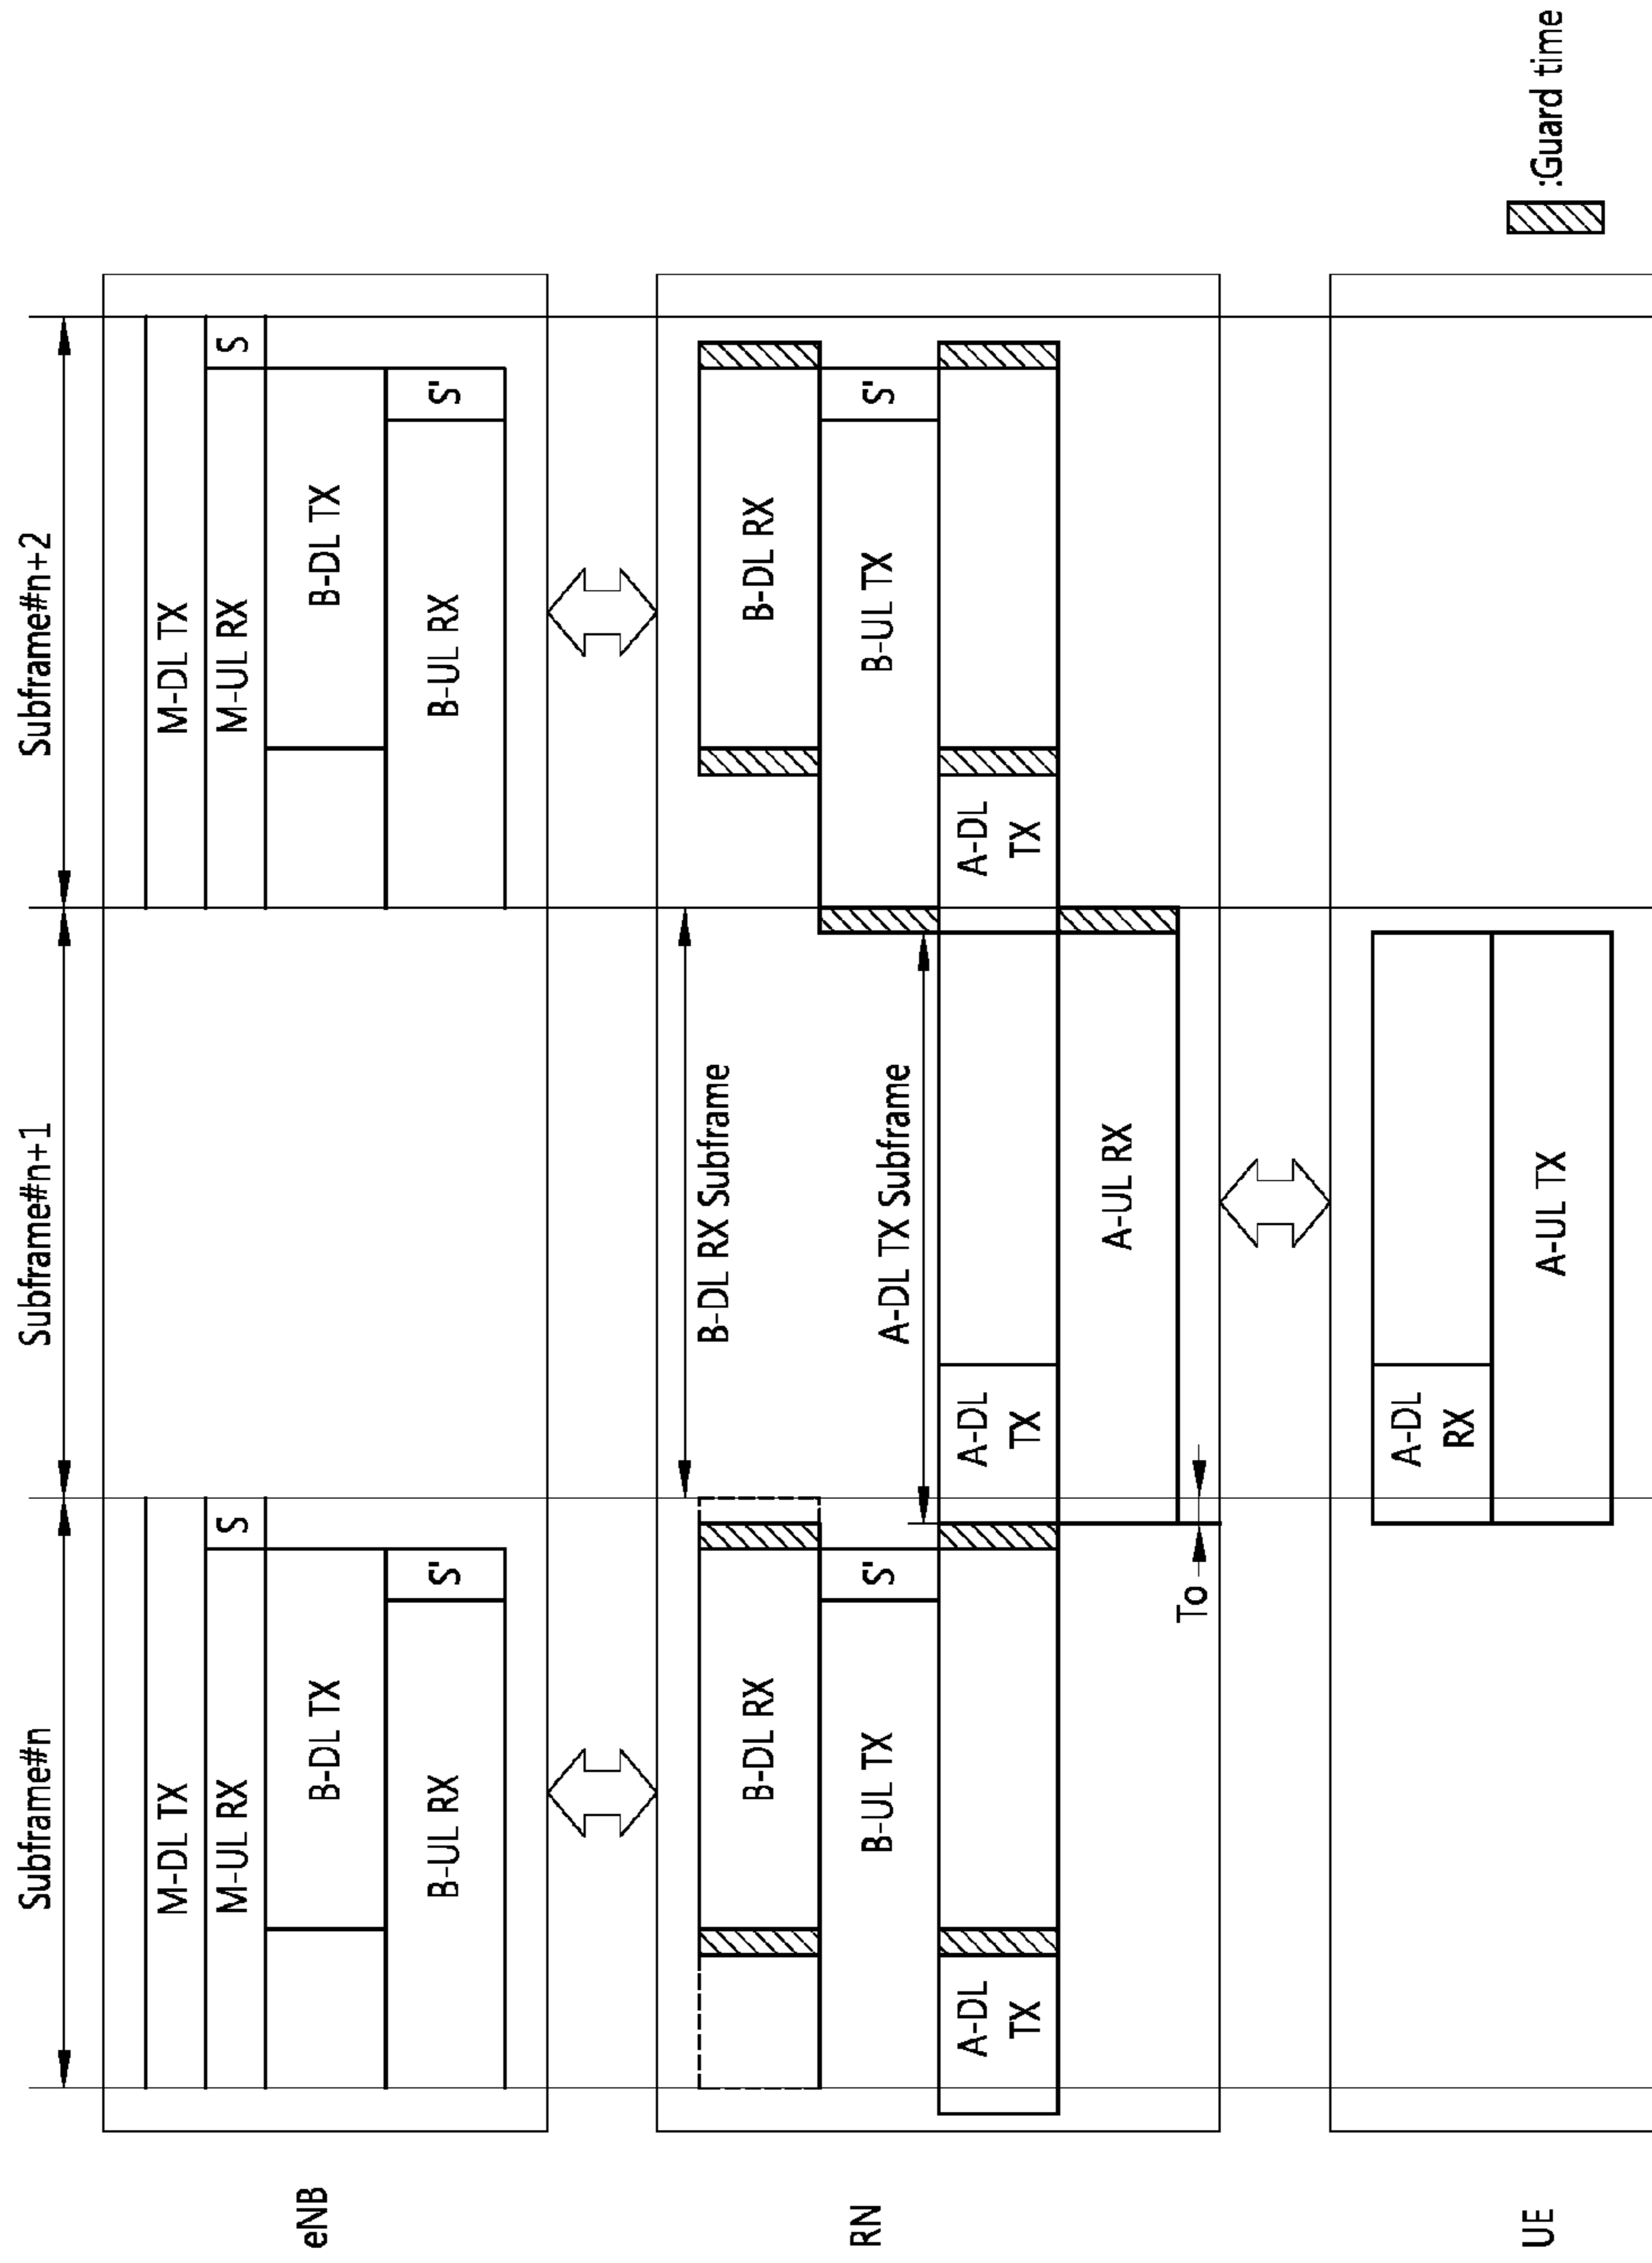 Subframe#n
Subframe#n+1
Subframe#n+2
eNB
M-DL TX
M-DL TX
M-UL RX
S
M-UL RX
S
B-DL TX
B-DL TX
B-UL RX
S'
B-UL RX
S'
RN
B-DL RX
B-DL RX Subframe
B-DL RX
B-UL TX
S'
A-DL TX Subframe
B-UL TX
S'
A-DL
TX
A-DL
TX
A-DL
TX
A-UL RX
To
UE
A-DL
RX
A-UL TX
:Guard time